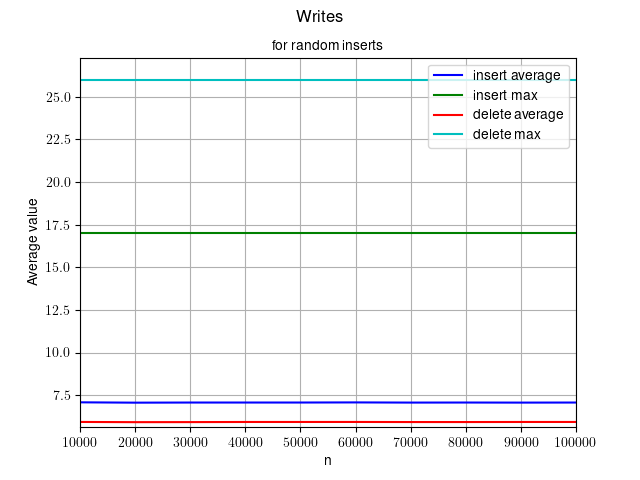 Writes
for random inserts
insert average
insert max
delete average
delete max
Average value
25.0
22.5
20.0
17.5
15.0
12.5
10.0
7.5
10000 20000 30000 40000 50000 60000 70000 80000 90000 100000
n